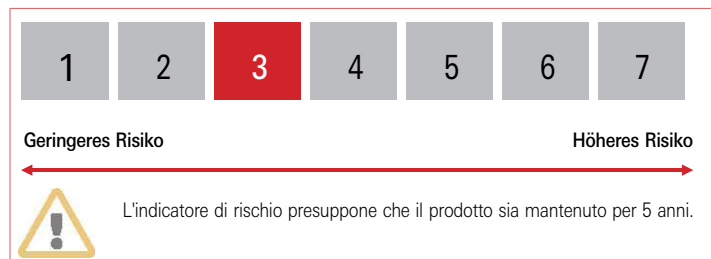 1 2 3 4 5 6 7
Geringeres Risiko Höheres Risiko
L'indicatore di rischio presuppone che il prodotto sia mantenuto per 5 anni.